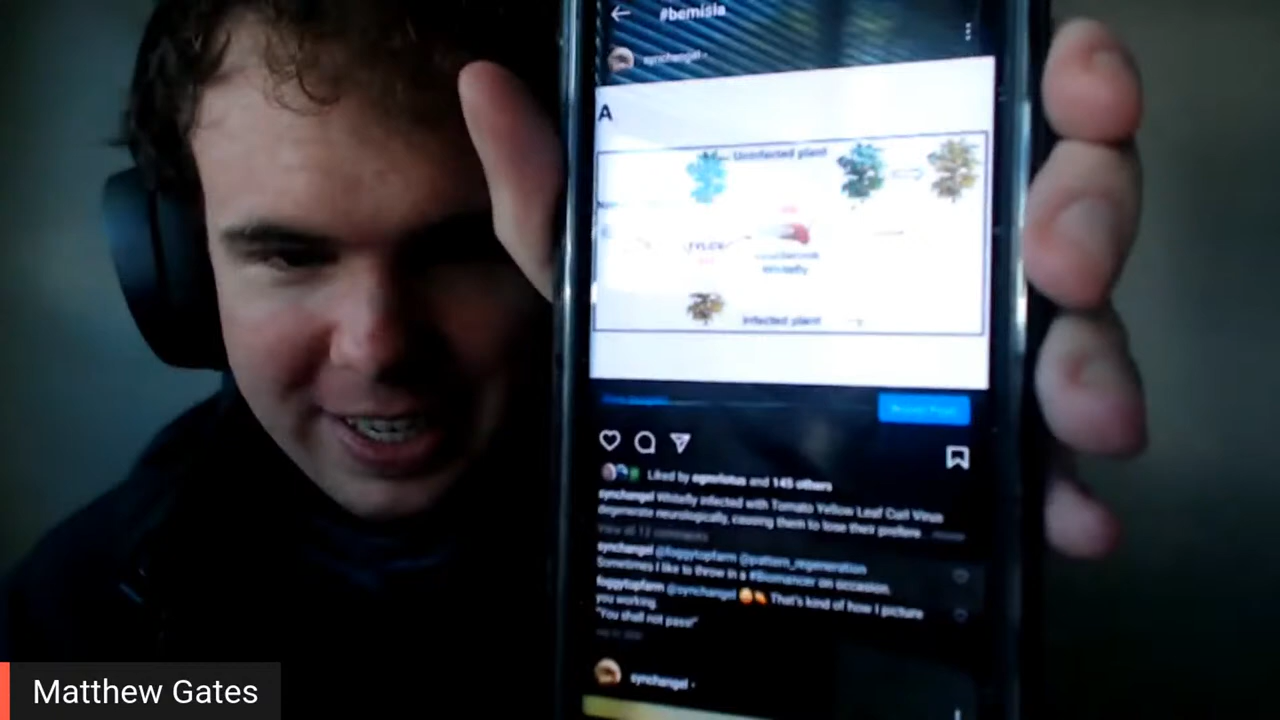 #bemisia
synchangel
A
Uninfected plant
Whitefly
Infected plant
Liked by and 145 others
synchangel Whitefly infected with Tomato Yellow Leaf Curl Virus
degenerate neurologically, causing them to lose their prefere
View all 12 comments
synchangel @foggytopfarm @pattern_regeneration
Sometimes I like to throw in a #Biomancer on occasion.
foggytopfarm @synchangel That's kind of how I picture
you working.
"You shall not pass!"
synchangel
Matthew Gates